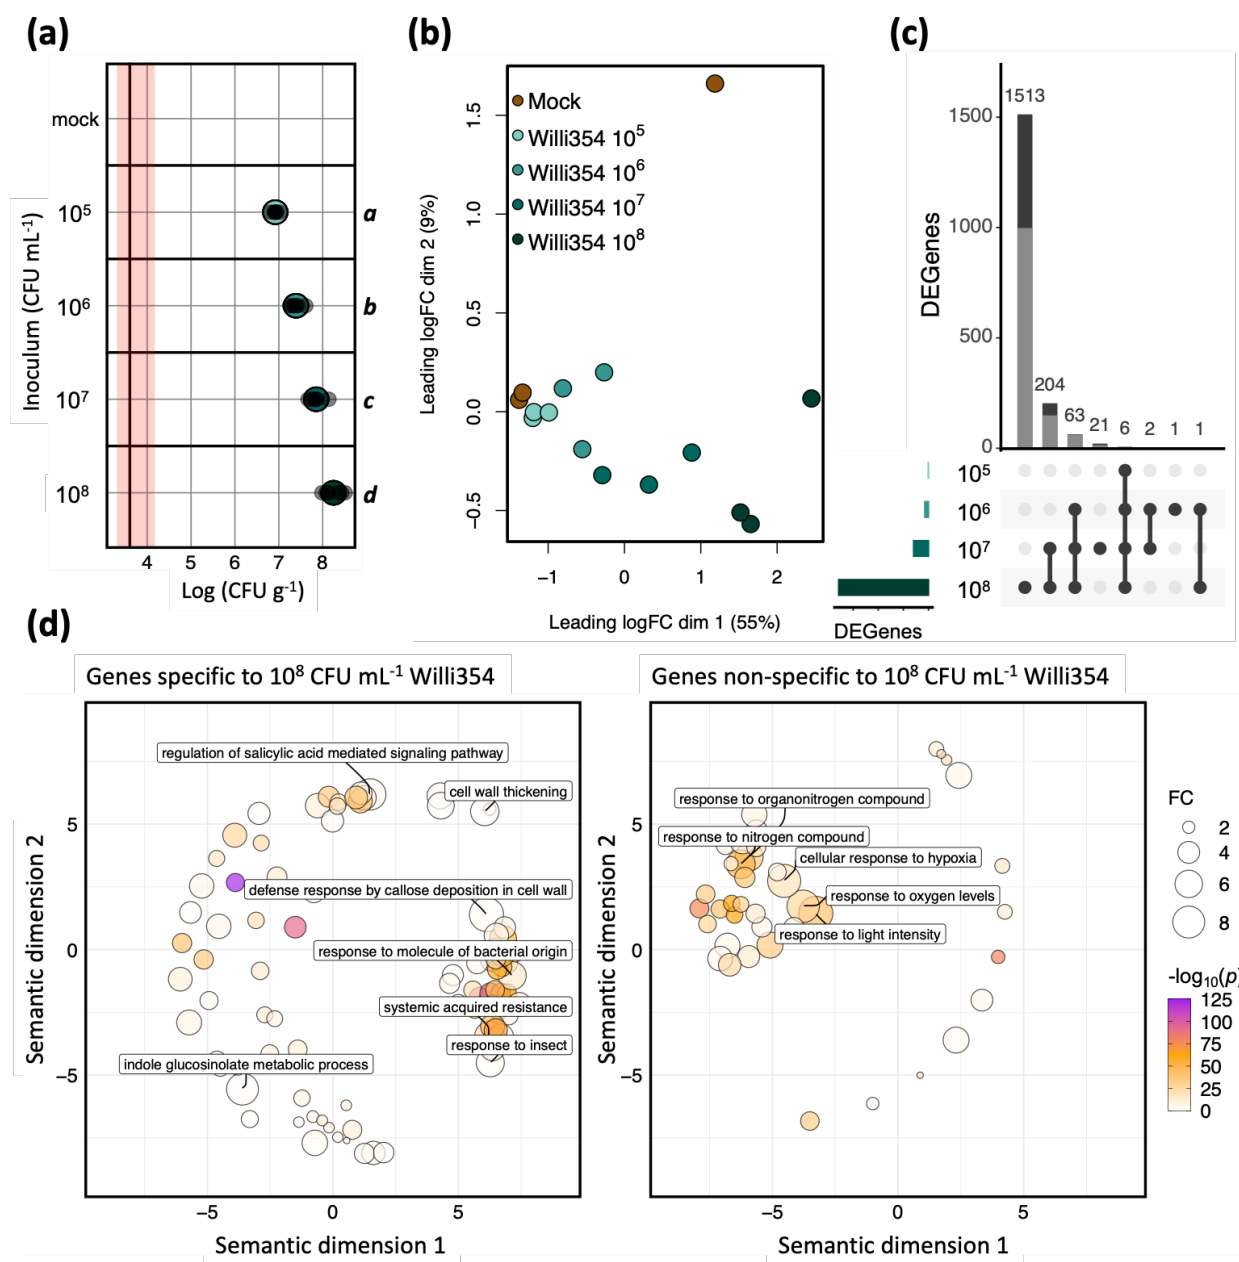 (a)
mock
10⁵
10⁶
10⁷
10⁸
a
b
c
d
Inoculum (CFU mL⁻¹)
4 5 6 7 8
Log (CFU g⁻¹)
(b)
Mock
Willi354 10⁵
Willi354 10⁶
Willi354 10⁷
Willi354 10⁸
Leading logFC dim 2 (9%)
1.5
1.0
0.5
0.0
−0.5
−1 0 1 2
Leading logFC dim 1 (55%)
(c)
DEGenes
1500
1000
500
0
1513
204
63
21
6
2
1
1
10⁵
10⁶
10⁷
10⁸
DEGenes
(d)
Genes specific to 10⁸ CFU mL⁻¹ Willi354
regulation of salicylic acid mediated signaling pathway
cell wall thickening
defense response by callose deposition in cell wall
response to molecule of bacterial origin
systemic acquired resistance
response to insect
indole glucosinolate metabolic process
Semantic dimension 2
5
0
−5
−5 0 5
Semantic dimension 1
Genes non-specific to 10⁸ CFU mL⁻¹ Willi354
response to organonitrogen compound
response to nitrogen compound
cellular response to hypoxia
response to oxygen levels
response to light intensity
Semantic dimension 2
5
0
−5
−5 0 5
Semantic dimension 1
FC
2
4
6
8
-log₁₀(p)
125
100
75
50
25
0